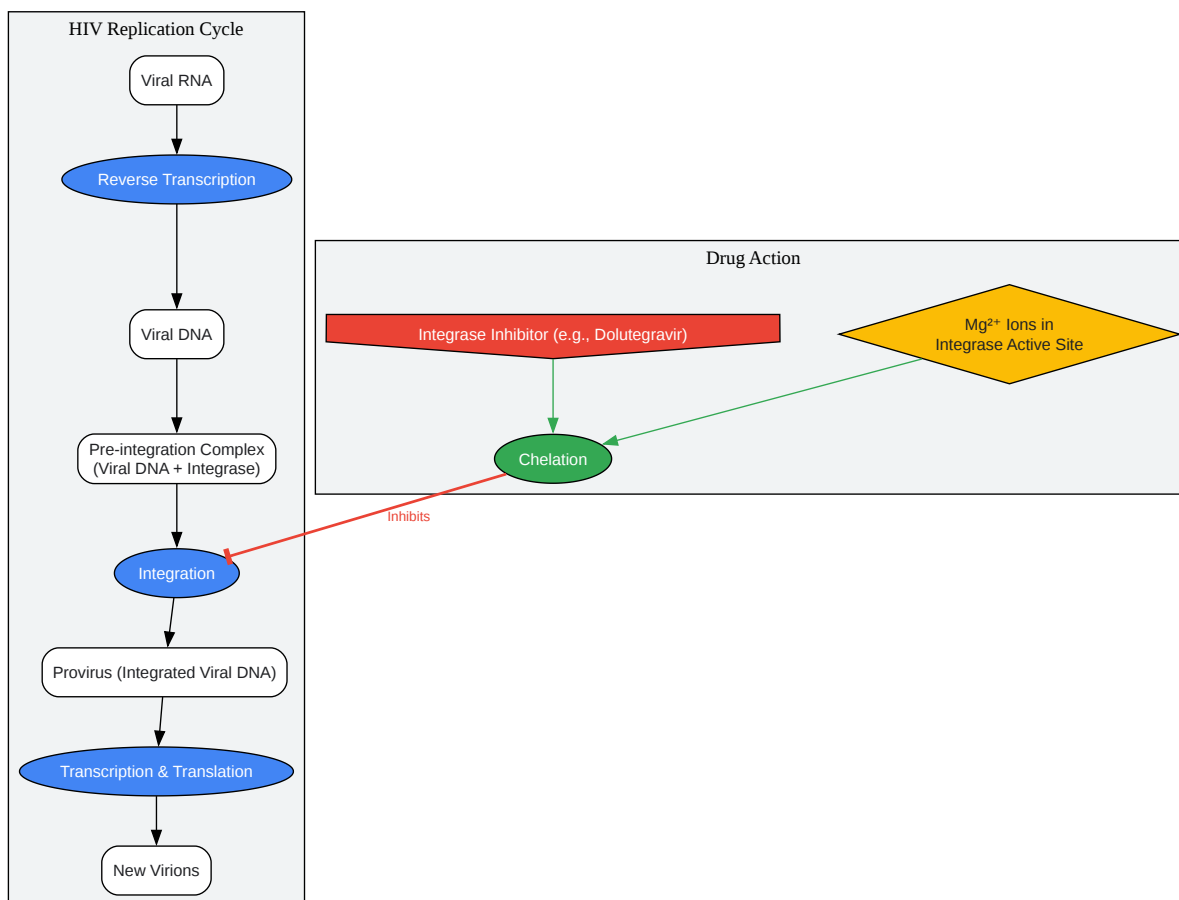 HIV Replication Cycle
Viral RNA
Reverse Transcription
Viral DNA
Pre-integration Complex
(Viral DNA + Integrase)
Integration
Provirus (Integrated Viral DNA)
Transcription & Translation
New Virions
Drug Action
Integrase Inhibitor (e.g., Dolutegravir)
Mg²⁺ Ions in
Integrase Active Site
Chelation
Inhibits